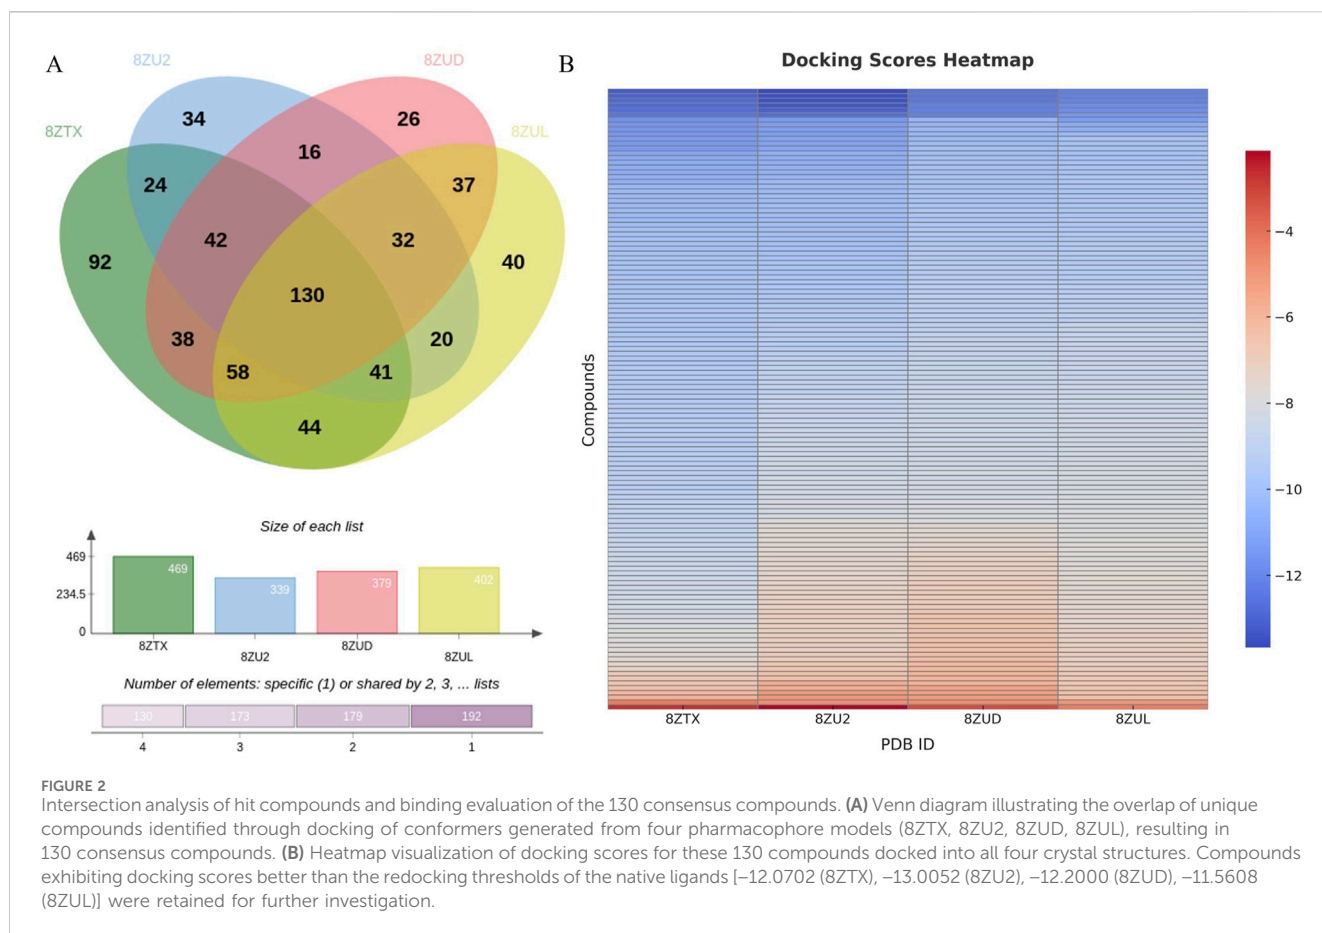 A
8ZU2
8ZUD
8ZTX
8ZUL
34
26
16
24
37
42
32
92
40
130
38
20
58
41
44
Size of each list
469
234.5
0
469
339
379
402
8ZTX
8ZU2
8ZUD
8ZUL
Number of elements: specific (1) or shared by 2, 3, ... lists
130
173
179
192
4
3
2
1
B
Docking Scores Heatmap
Compounds
8ZTX
8ZU2
8ZUD
8ZUL
PDB ID
−4
−6
−8
−10
−12
FIGURE 2
Intersection analysis of hit compounds and binding evaluation of the 130 consensus compounds. (A) Venn diagram illustrating the overlap of unique
compounds identified through docking of conformers generated from four pharmacophore models (8ZTX, 8ZU2, 8ZUD, 8ZUL), resulting in
130 consensus compounds. (B) Heatmap visualization of docking scores for these 130 compounds docked into all four crystal structures. Compounds
exhibiting docking scores better than the redocking thresholds of the native ligands [−12.0702 (8ZTX), −13.0052 (8ZU2), −12.2000 (8ZUD), −11.5608
(8ZUL)] were retained for further investigation.